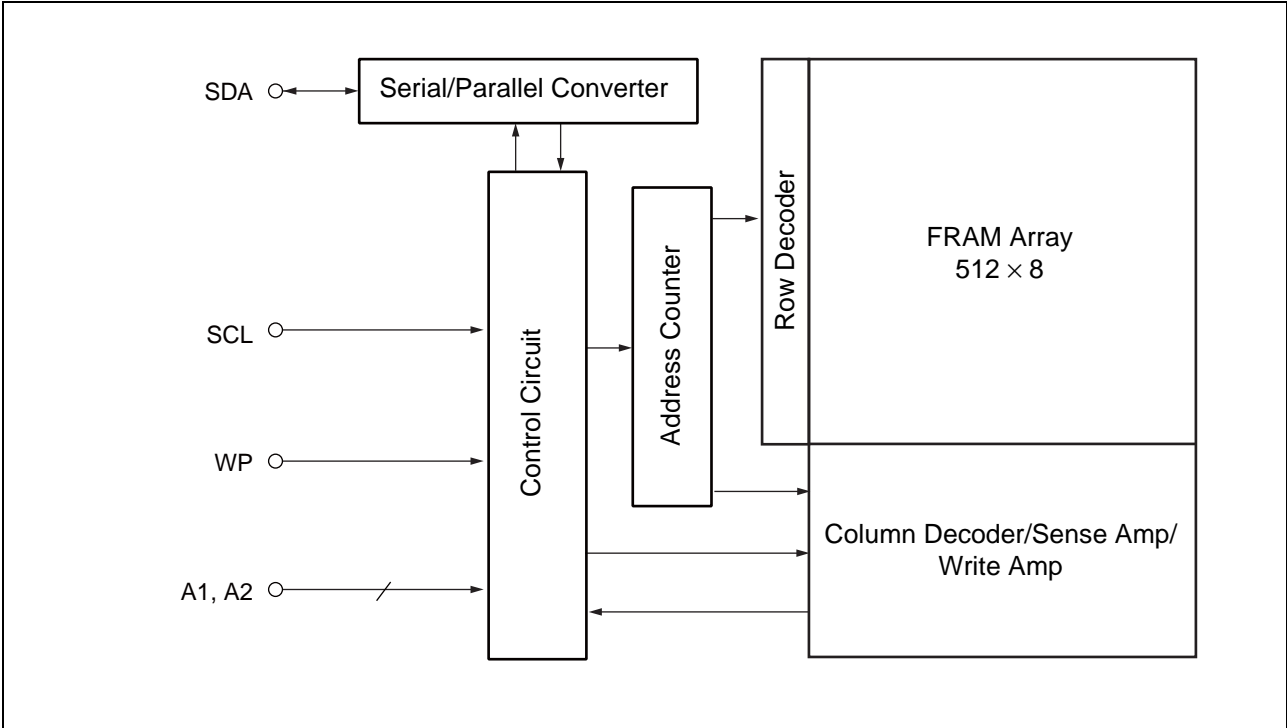 SDA
Serial/Parallel Converter
SCL
WP
A1, A2
Control Circuit
Address Counter
Row Decoder
FRAM Array
512 × 8
Column Decoder/Sense Amp/
Write Amp